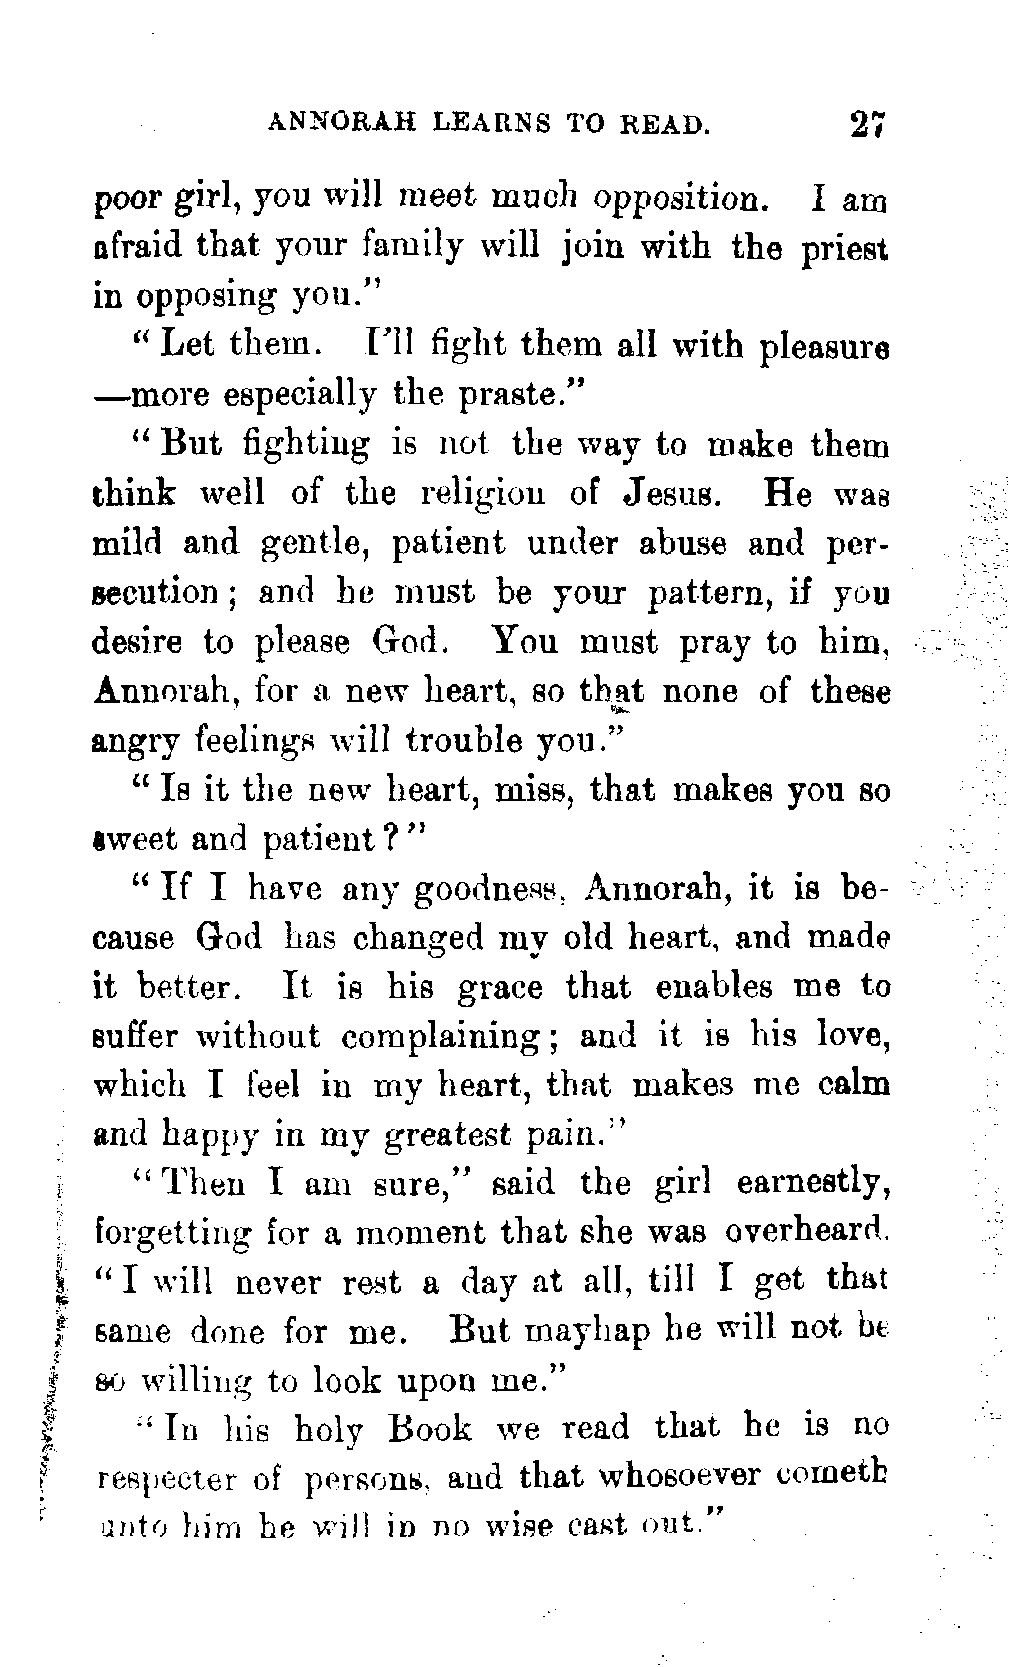 ANNORAH LEARNS TO READ. 27
poor girl, you will meet much opposition. I am
afraid that your family will join with the priest
in opposing you."
"Let them. I'll fight them all with pleasure
—more especially the praste."
"But fighting is not the way to make them
think well of the religion of Jesus. He was
mild and gentle, patient under abuse and per-
secution; and he must be your pattern, if you
desire to please God. You must pray to him,
Annorah, for a new heart, so that none of these
angry feelings will trouble you."
"Is it the new heart, miss, that makes you so
sweet and patient?"
"If I have any goodness, Annorah, it is be-
cause God has changed my old heart, and made
it better. It is his grace that enables me to
suffer without complaining; and it is his love,
which I feel in my heart, that makes me calm
and happy in my greatest pain."
"Then I am sure," said the girl earnestly,
forgetting for a moment that she was overheard.
"I will never rest a day at all, till I get that
same done for me. But mayhap he will not be
so willing to look upon me."
"In his holy Book we read that he is no
respecter of persons, and that whosoever cometh
unto him he will in no wise cast out."